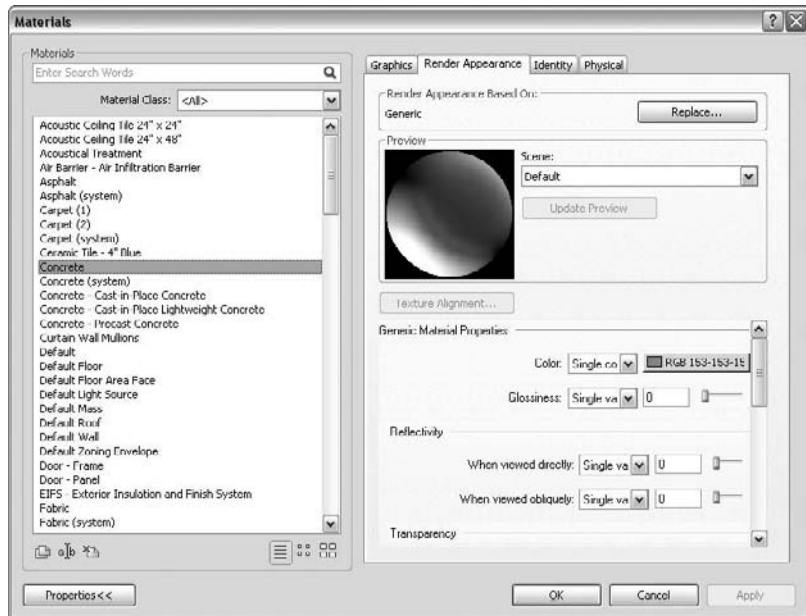 Materials
Materials
Enter Search Words
Material Class: <All>
Acoustic Ceiling Tile 24" x 24"
Acoustic Ceiling Tile 24" x 48"
Acoustical Treatment
Air Barrier - Air Infiltration Barrier
Asphalt
Asphalt (system)
Carpet (1)
Carpet (2)
Carpet (system)
Ceramic Tile - 4" Blue
Concrete
Concrete (system)
Concrete - Cast-in-Place Concrete
Concrete - Cast-in-Place Lightweight Concrete
Concrete - Precast Concrete
Curtain Wall Mullions
Default
Default Floor
Default Floor Area Face
Default Light Source
Default Mass
Default Roof
Default Wall
Default Zoning Envelope
Door - Frame
Door - Panel
EIFS - Exterior Insulation and Finish System
Fabric
Fabric (system)
Properties<<
Graphics Render Appearance Identity Physical
Render Appearance Based On:
Generic Replace...
Preview
Scene:
Default
Update Preview
Texture Alignment...
Generic Material Properties
Color: Single co RGB 153-153-15
Glossiness: Single va 0
Reflectivity
When viewed directly: Single va 0
When viewed obliquely: Single va 0
Transparency
OK Cancel Apply